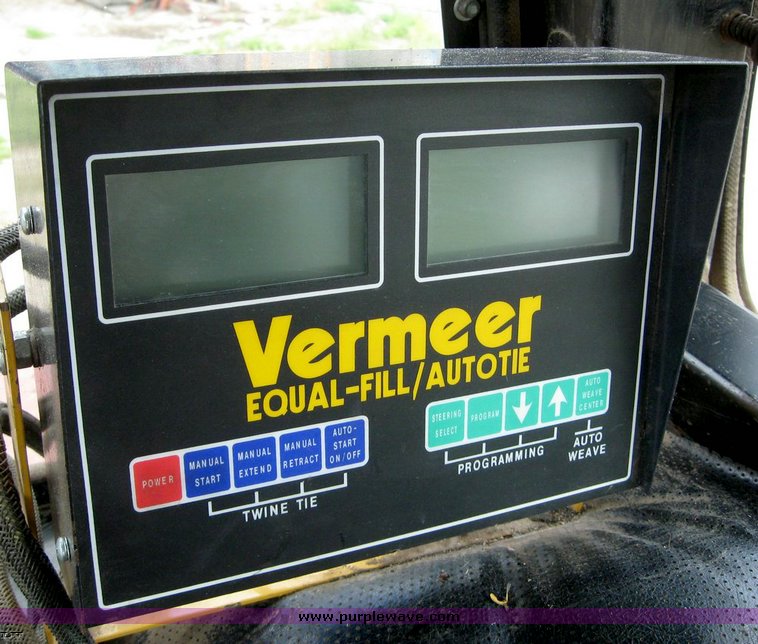 Vermeer
EQUAL-FILL/AUTOTIE
POWER
MANUAL
START
MANUAL
EXTEND
MANUAL
RETRACT
AUTO-
START
ON/OFF
TWINE TIE
STEERING
SELECT
PROGRAM
AUTO
WEAVE
CENTER
PROGRAMMING
AUTO
WEAVE
www.purplewave.com